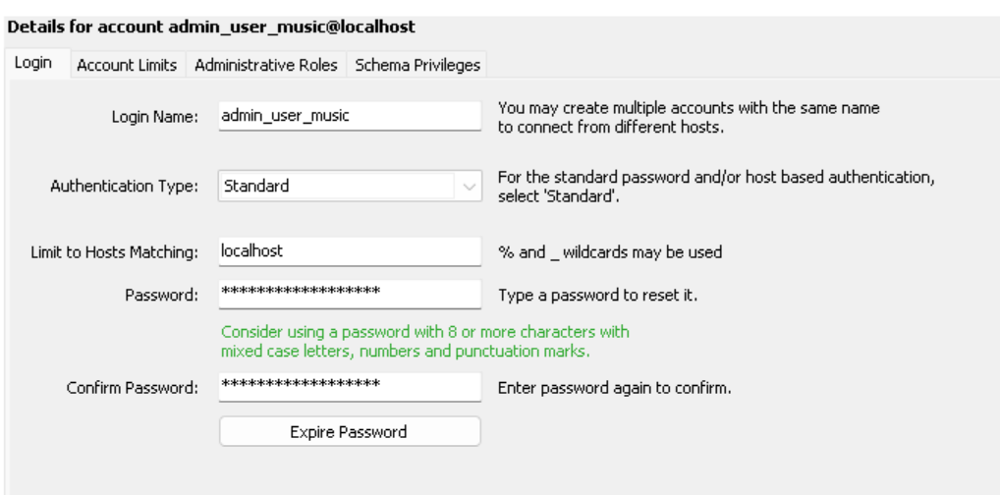 Details for account admin_user_music@localhost
Login Account Limits Administrative Roles Schema Privileges
Login Name: admin_user_music You may create multiple accounts with the same name
to connect from different hosts.
Authentication Type: Standard For the standard password and/or host based authentication,
select 'Standard'.
Limit to Hosts Matching: localhost % and _ wildcards may be used
Password: ****************** Type a password to reset it.
Consider using a password with 8 or more characters with
mixed case letters, numbers and punctuation marks.
Confirm Password: ****************** Enter password again to confirm.
Expire Password